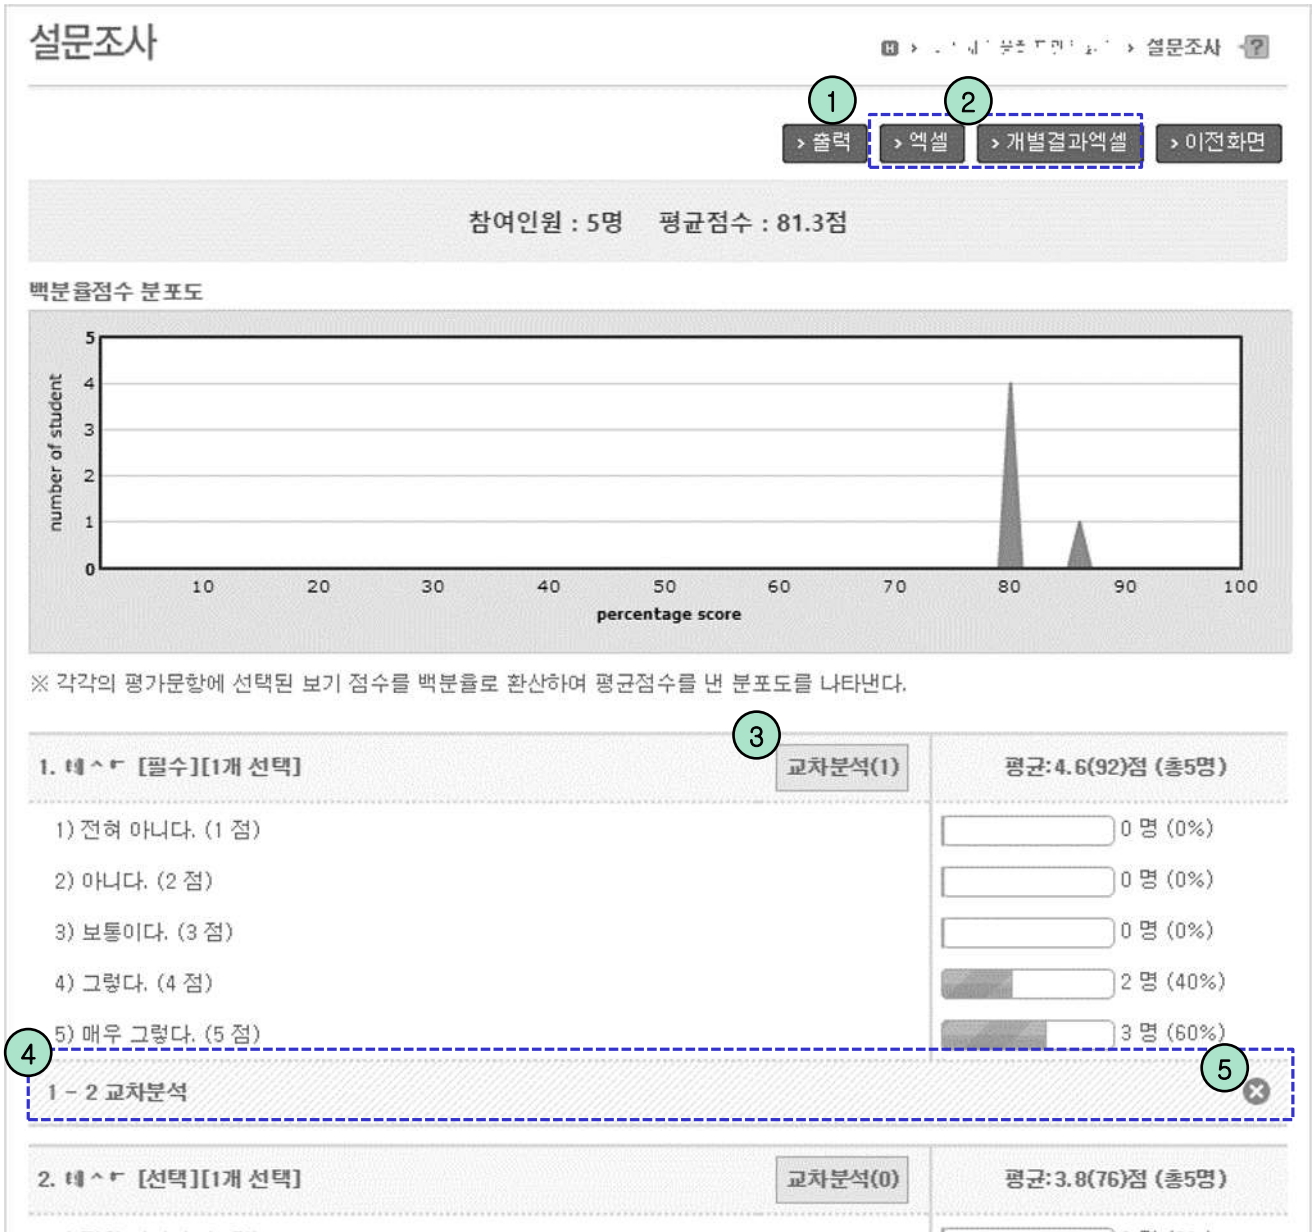 설문조사
H › › 설문조사 ?
1
2
› 출력 › 엑셀 › 개별결과엑셀 › 이전화면
참여인원 : 5명 평균점수 : 81.3점
백분율점수 분포도
5
4
3
2
1
0
number of student
10 20 30 40 50 60 70 80 90 100
percentage score
※ 각각의 평가문항에 선택된 보기 점수를 백분율로 환산하여 평균점수를 낸 분포도를 나타낸다.
3
1. [필수][1개 선택] 교차분석(1) 평균:4.6(92)점 (총5명)
1) 전혀 아니다. (1 점) 0 명 (0%)
2) 아니다. (2 점) 0 명 (0%)
3) 보통이다. (3 점) 0 명 (0%)
4) 그렇다. (4 점) 2 명 (40%)
5) 매우 그렇다. (5 점) 3 명 (60%)
4
5
1 - 2 교차분석
2. [선택][1개 선택] 교차분석(0) 평균:3.8(76)점 (총5명)